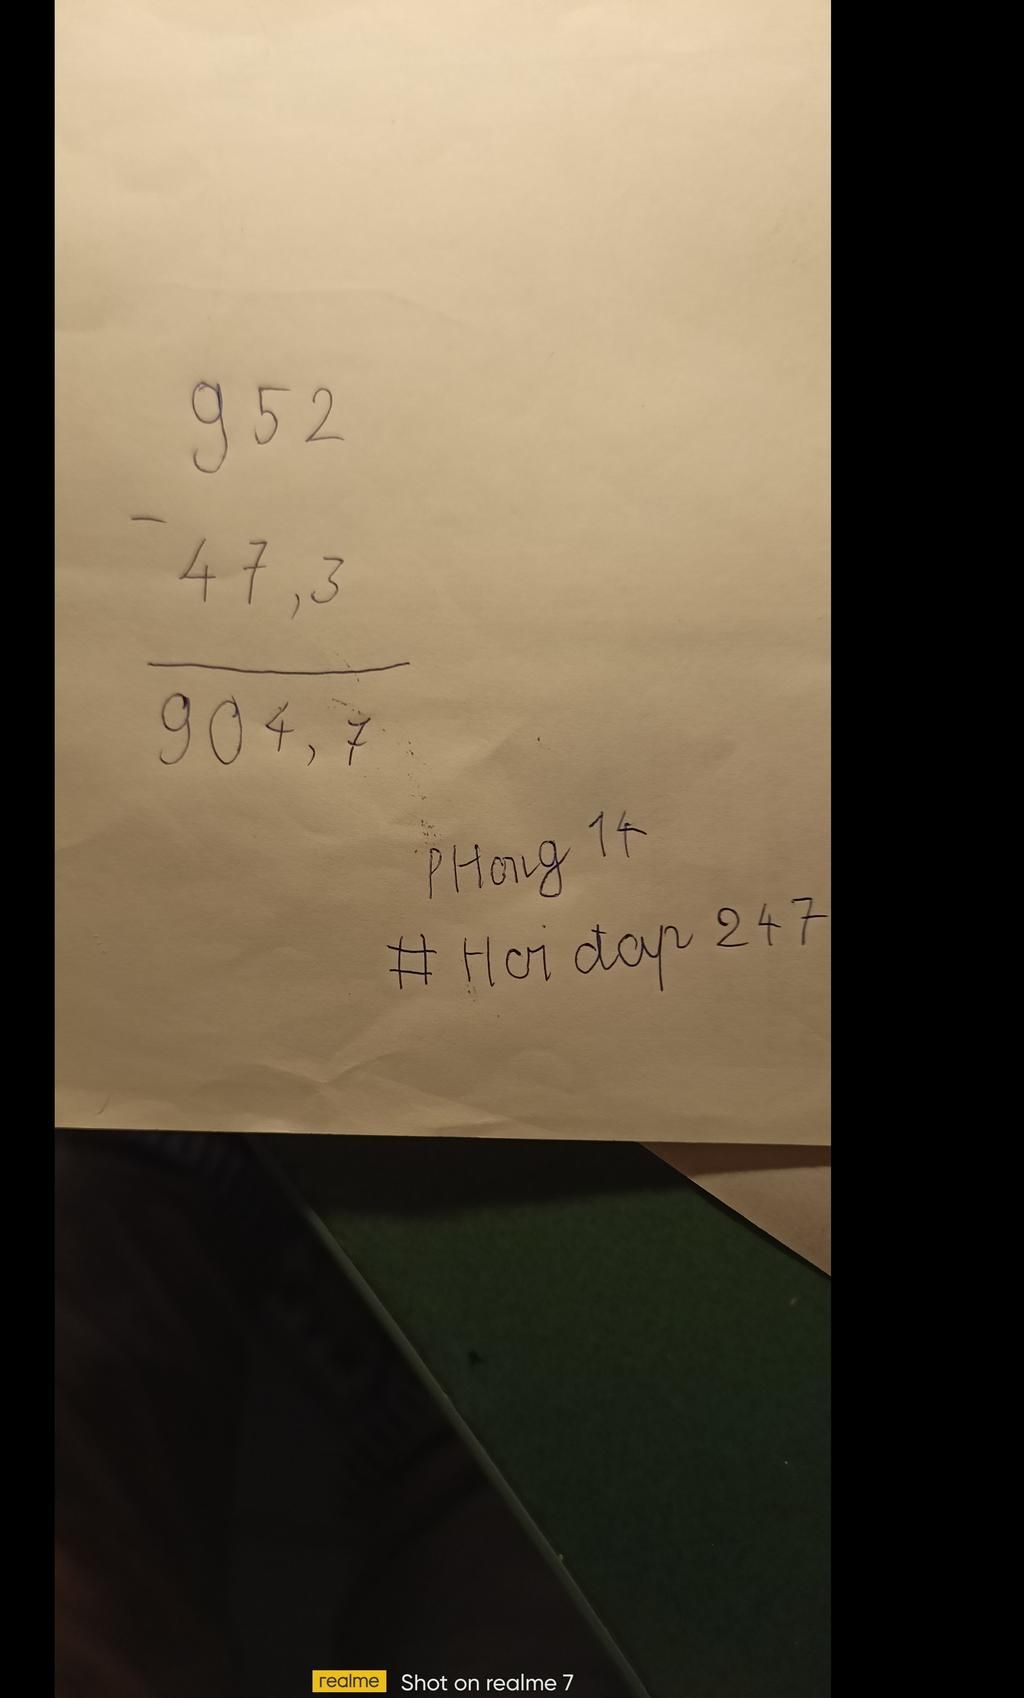 952
-
47,3
904,7
PHong 14
# Hoi dap 247
realme Shot on realme 7